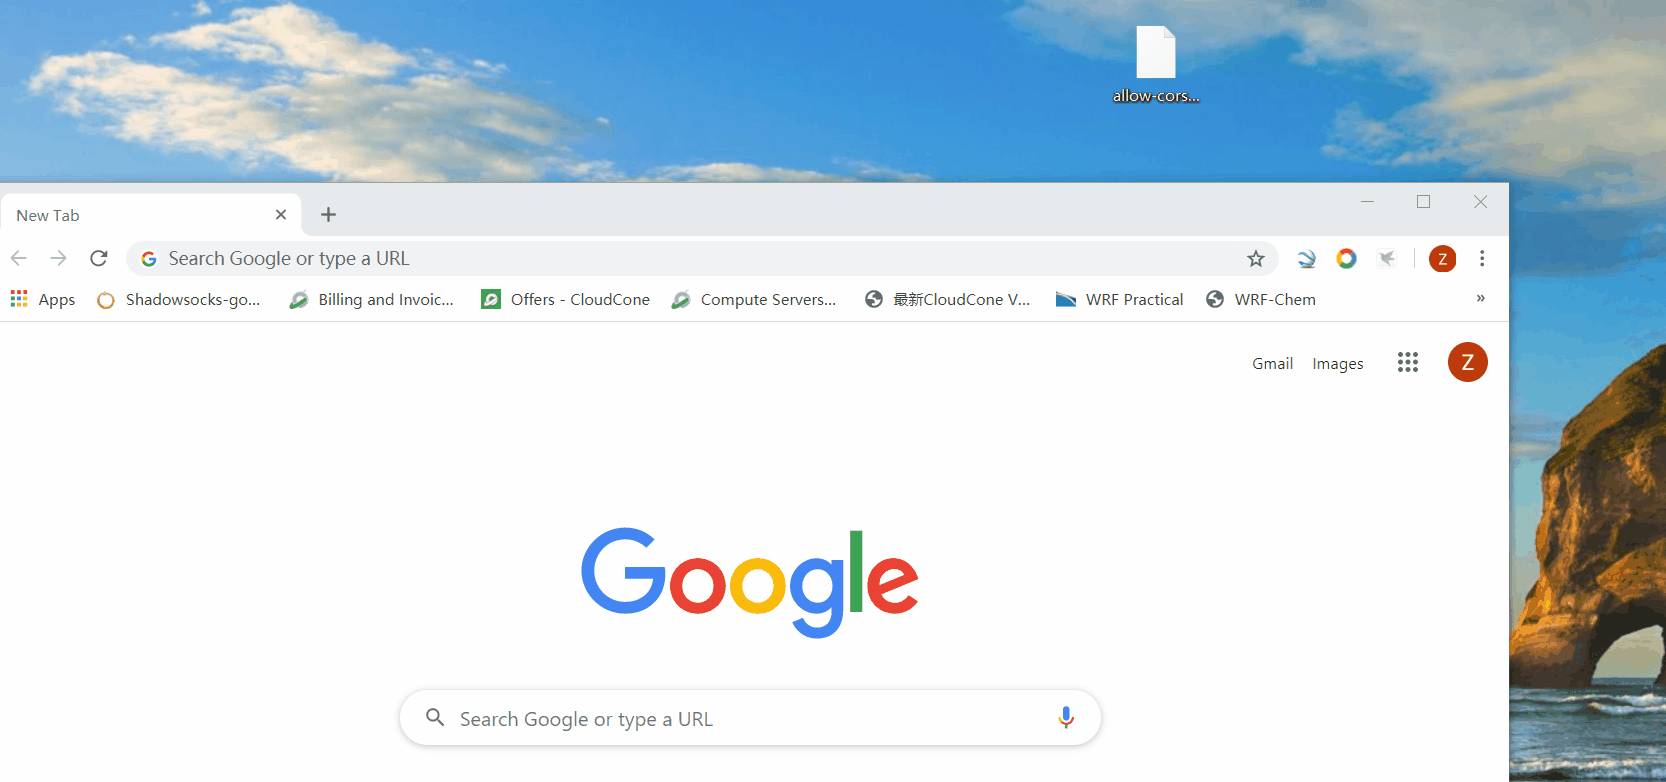 allow-cors...
New Tab
Search Google or type a URL
Z
Apps
Shadowsocks-go...
Billing and Invoic...
Offers - CloudCone
Compute Servers...
最新CloudCone V...
WRF Practical
WRF-Chem
»
Gmail
Images
Z
Google
Search Google or type a URL